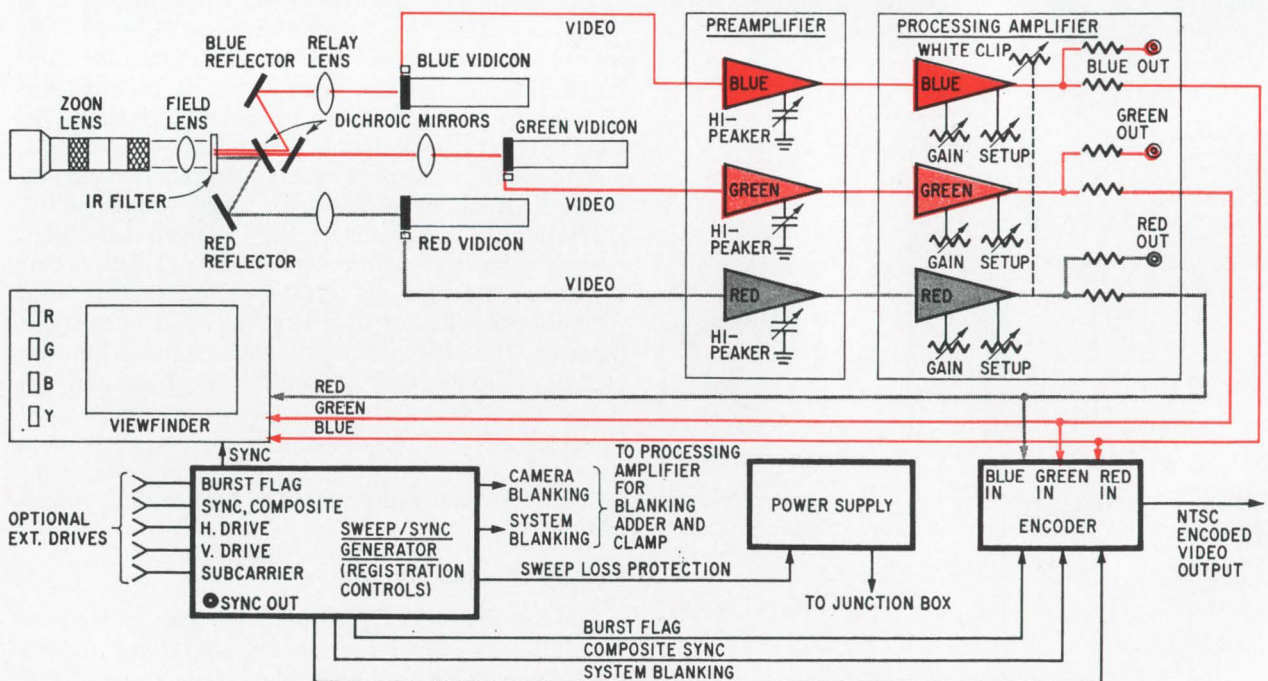 PREAMPLIFIER
PROCESSING AMPLIFIER
BLUE
REFLECTOR
RELAY
LENS
VIDEO
BLUE VIDICON
WHITE CLIP
BLUE OUT
BLUE
BLUE
ZOON
LENS
FIELD
LENS
DICHROIC MIRRORS
GREEN VIDICON
HI-
PEAKER
GAIN
SETUP
GREEN
OUT
IR FILTER
GREEN
GREEN
VIDEO
RED
REFLECTOR
RED VIDICON
HI-
PEAKER
GAIN
SETUP
RED
OUT
VIDEO
RED
RED
HI-
PEAKER
GAIN
SETUP
R
G
B
Y
VIEWFINDER
RED
GREEN
BLUE
SYNC
OPTIONAL
EXT. DRIVES
BURST FLAG
SYNC, COMPOSITE
H. DRIVE
V. DRIVE
SUBCARRIER
SYNC OUT
SWEEP/SYNC
GENERATOR
(REGISTRATION
CONTROLS)
CAMERA
BLANKING
SYSTEM
BLANKING
TO PROCESSING
AMPLIFIER
FOR
BLANKING
ADDER AND
CLAMP
SWEEP LOSS PROTECTION
POWER SUPPLY
TO JUNCTION BOX
BLUE
IN
GREEN
IN
RED
IN
ENCODER
NTSC
ENCODED
VIDEO
OUTPUT
BURST FLAG
COMPOSITE SYNC
SYSTEM BLANKING